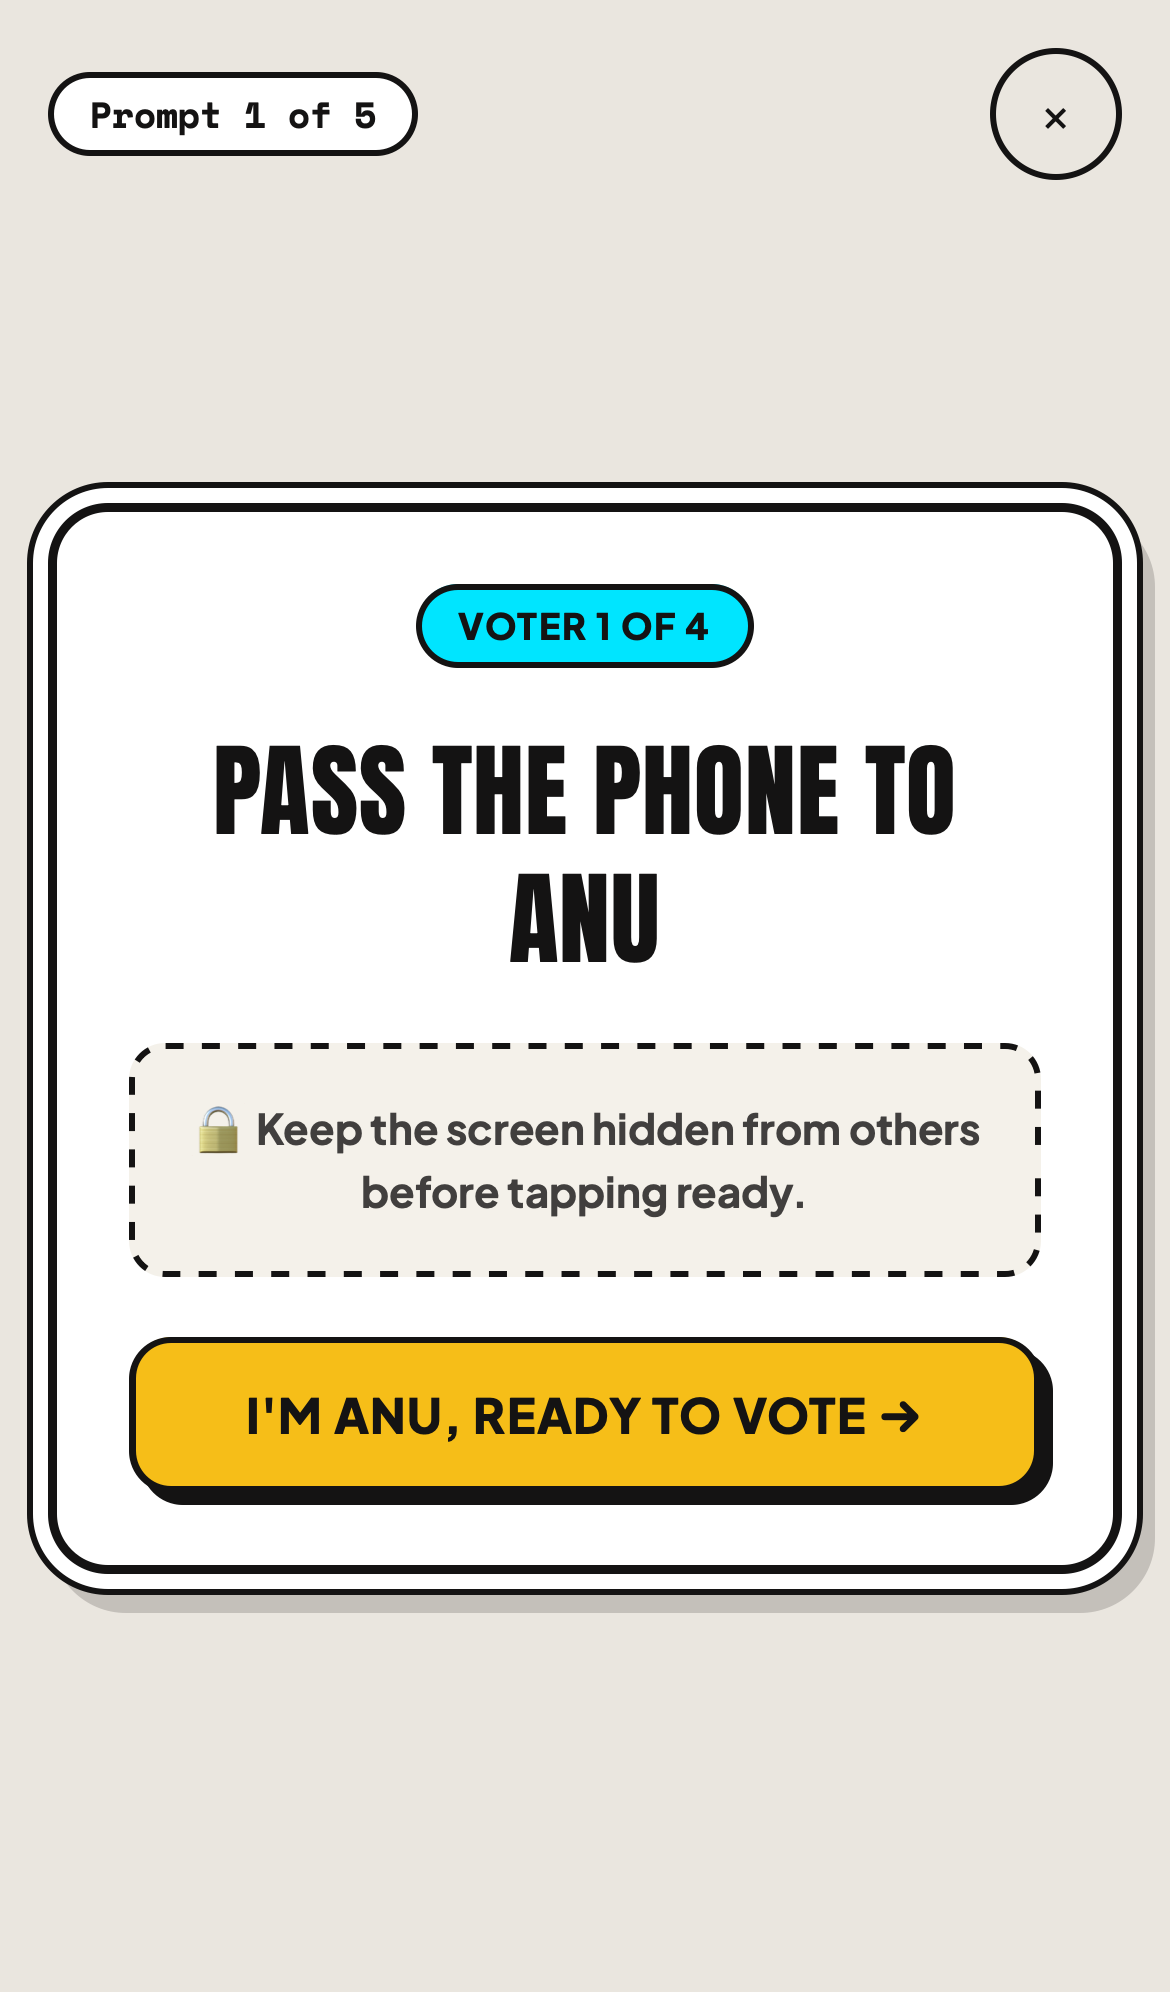 Prompt 1 of 5
×
VOTER 1 OF 4
PASS THE PHONE TO
ANU
🔒 Keep the screen hidden from others
before tapping ready.
I'M ANU, READY TO VOTE →